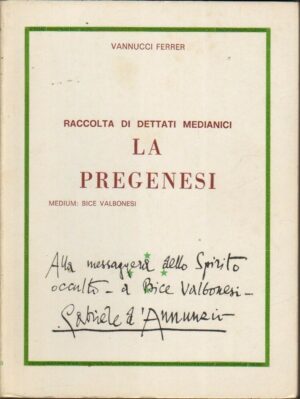 VANNUCCI FERRER
RACCOLTA DI DETTATI MEDIANICI
LA
PREGENESI
MEDIUM: BICE VALBONESI
Alla messaggera dello Spirito
occulto - a Bice Valbonesi -
Gabriele d'Annunzio